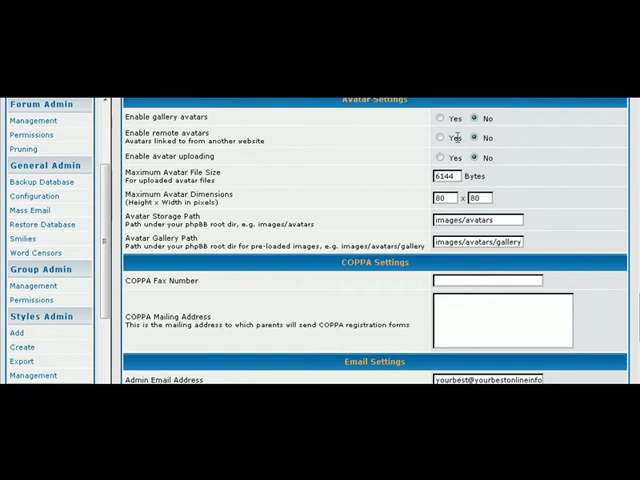 Forum Admin
Management
Permissions
Pruning
General Admin
Backup Database
Configuration
Mass Email
Restore Database
Smilies
Word Censors
Group Admin
Management
Permissions
Styles Admin
Add
Create
Export
Management
Avatar Settings
Enable gallery avatars
Yes No
Enable remote avatars
Avatars linked to from another website
Yes No
Enable avatar uploading
Yes No
Maximum Avatar File Size
For uploaded avatar files
6144 Bytes
Maximum Avatar Dimensions
(Height x Width in pixels)
80 x 80
Avatar Storage Path
Path under your phpBB root dir, e.g. images/avatars
images/avatars
Avatar Gallery Path
Path under your phpBB root dir for pre-loaded images, e.g. images/avatars/gallery
images/avatars/gallery
COPPA Settings
COPPA Fax Number
COPPA Mailing Address
This is the mailing address to which parents will send COPPA registration forms
Email Settings
Admin Email Address
yourbest@yourbestonlineinfo